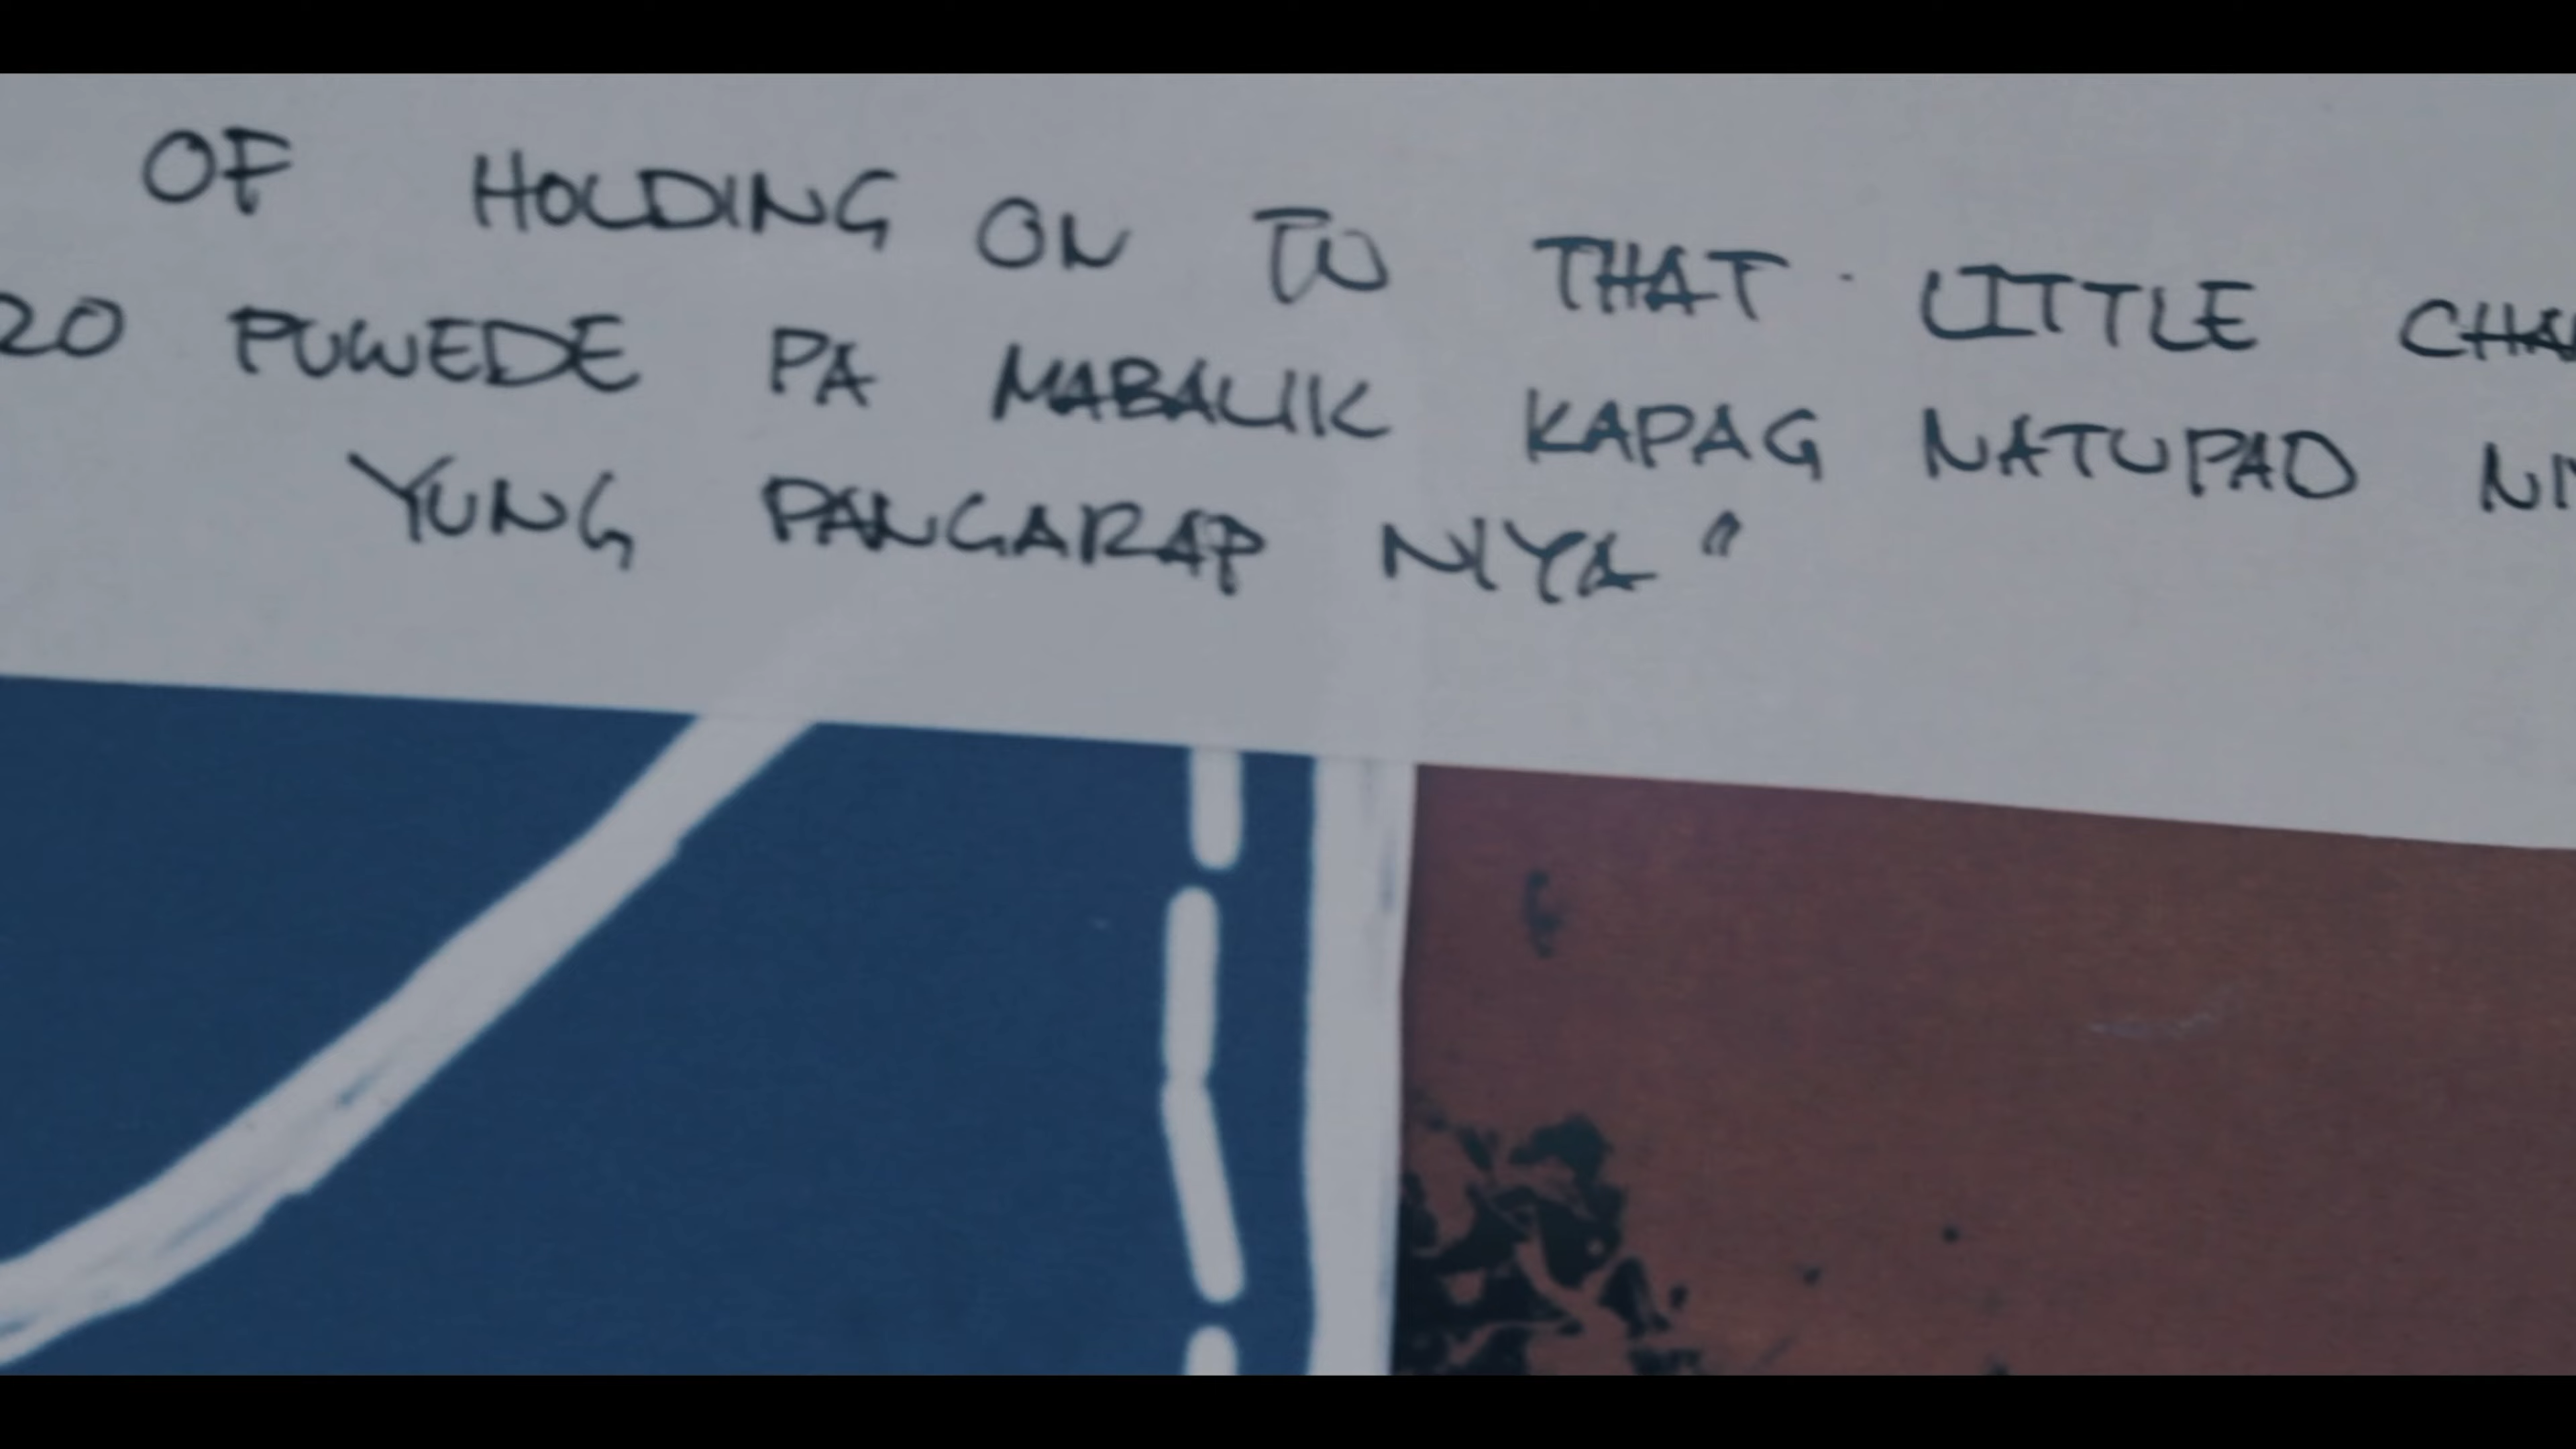 OF HOLDING ON TO THAT LITTLE
PUWEDE PA MABALIK KAPAG NATUPAD
YUNG PANGARAP NIYA"